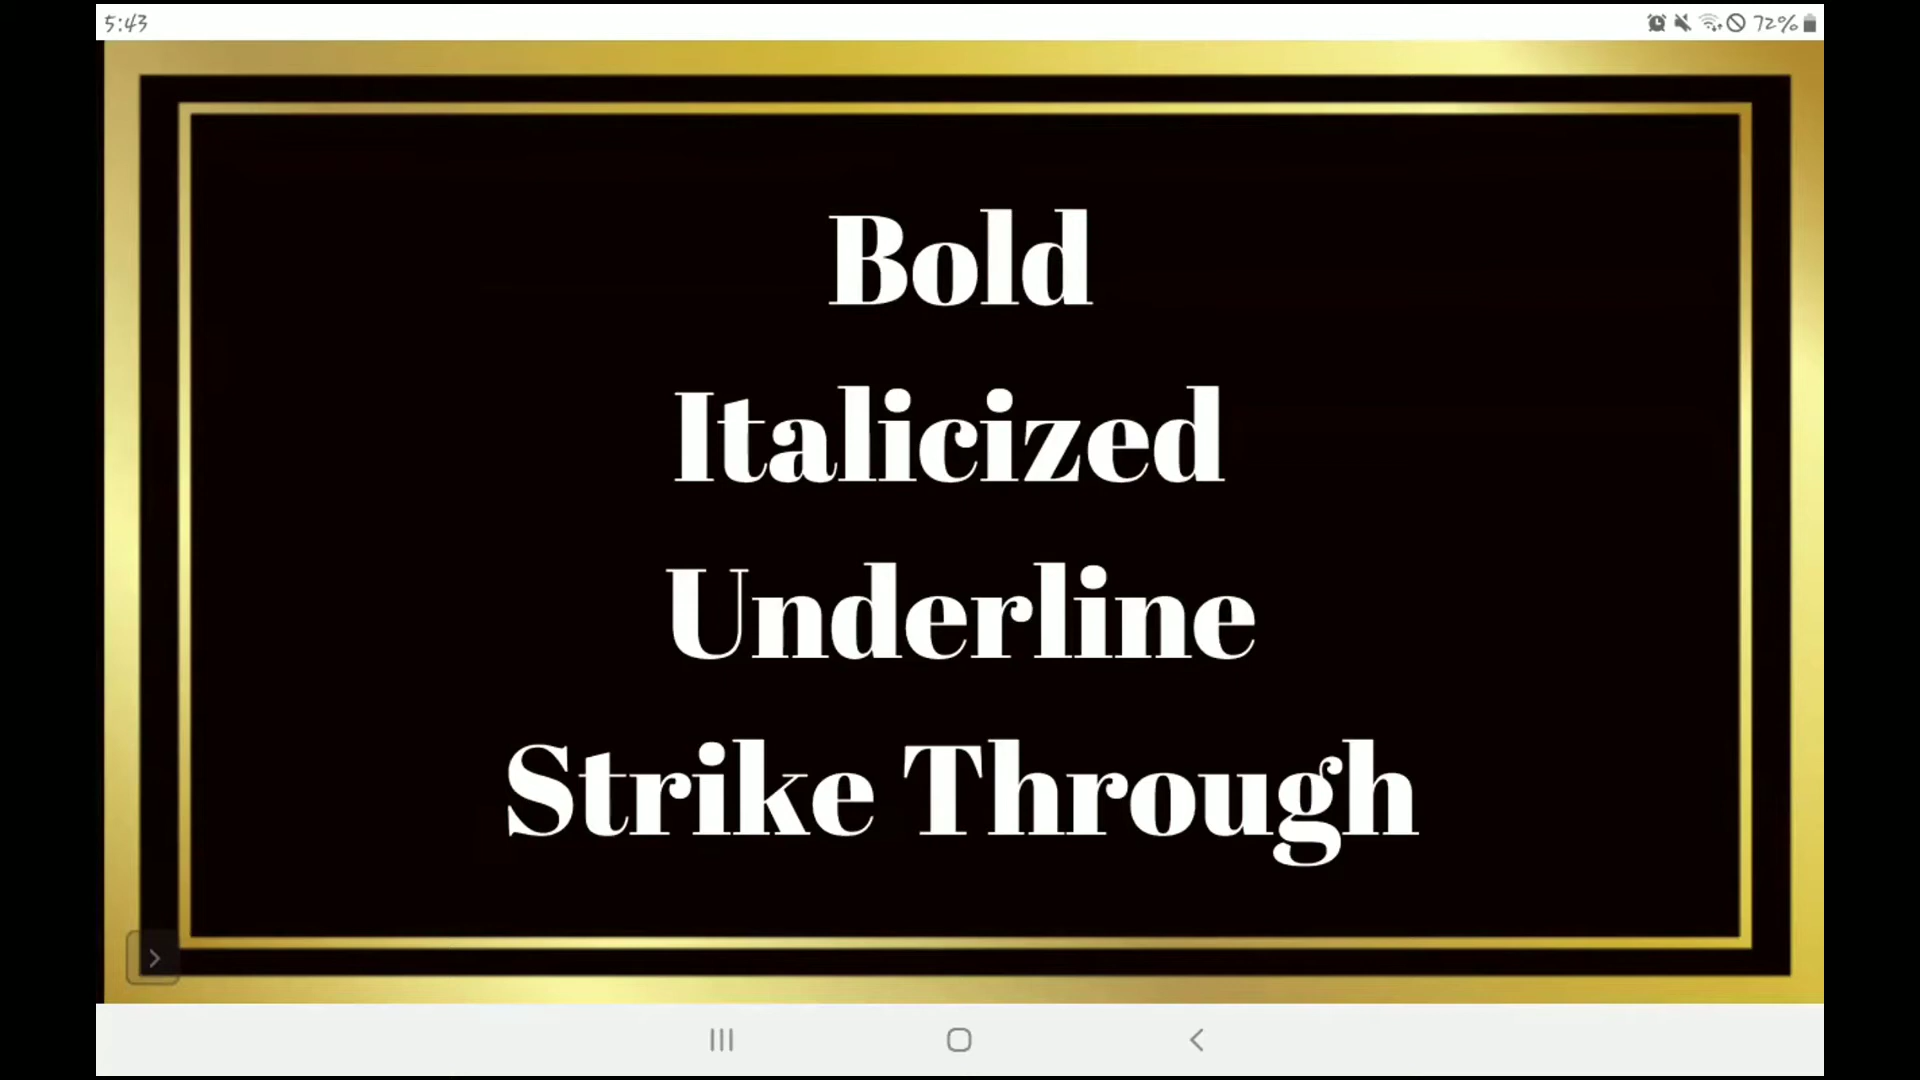 5:43
72%
Bold
Italicized
Underline
Strike Through